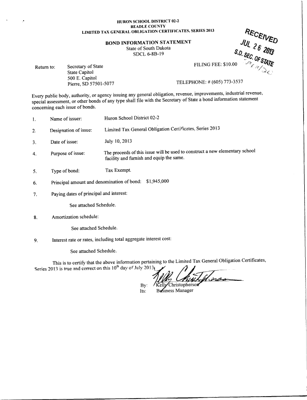 HURON SCHOOL DISTRICT 02-2
BEADLE COUNTY
LIMITED TAX GENERAL OBLIGATION CERTIFICATES, SERIES 2013
BOND INFORMATION STATEMENT
State of South Dakota
SDCL 6-8B-19
RECEIVED
JUL 26 2013
S.D. SEC. OF STATE
Return to: Secretary of State
State Capitol
500 E. Capitol
Pierre, SD 57501-5077
FILING FEE: $10.00
TELEPHONE: # (605) 773-3537
Every public body, authority, or agency issuing any general obligation, revenue, improvements, industrial revenue,
special assessment, or other bonds of any type shall file with the Secretary of State a bond information statement
concerning each issue of bonds.
1. Name of issuer: Huron School District 02-2
2. Designation of issue: Limited Tax General Obligation Certificates, Series 2013
3. Date of issue: July 10, 2013
4. Purpose of issue: The proceeds of this issue will be used to construct a new elementary school
facility and furnish and equip the same.
5. Type of bond: Tax Exempt.
6. Principal amount and denomination of bond: $1,945,000
7. Paying dates of principal and interest:
See attached Schedule.
8. Amortization schedule:
See attached Schedule.
9. Interest rate or rates, including total aggregate interest cost:
See attached Schedule.
This is to certify that the above information pertaining to the Limited Tax General Obligation Certificates,
Series 2013 is true and correct on this 10th day of July 2013.
By: Kelly Christopherson
Its: Business Manager